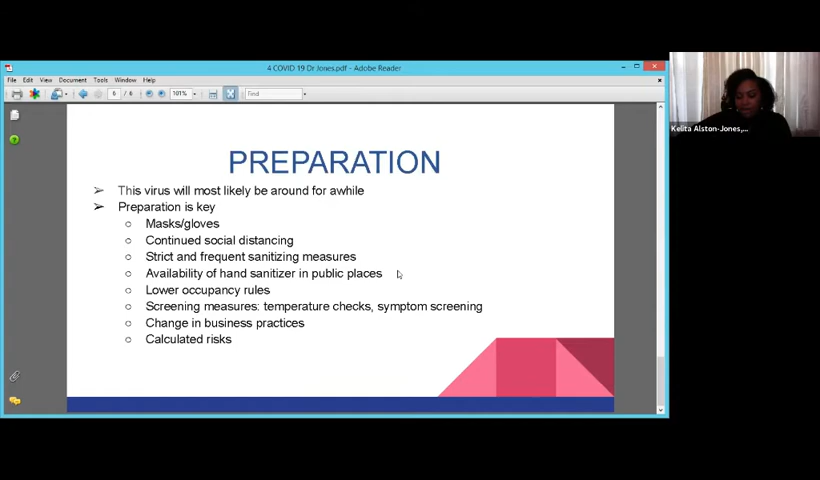 4 COVID 19 Dr Jones.pdf - Adobe Reader
File Edit View Document Tools Window Help
6 / 6 101% Find
Kelita Alston-Jones,...
PREPARATION
➢ This virus will most likely be around for awhile
➢ Preparation is key
○ Masks/gloves
○ Continued social distancing
○ Strict and frequent sanitizing measures
○ Availability of hand sanitizer in public places
○ Lower occupancy rules
○ Screening measures: temperature checks, symptom screening
○ Change in business practices
○ Calculated risks